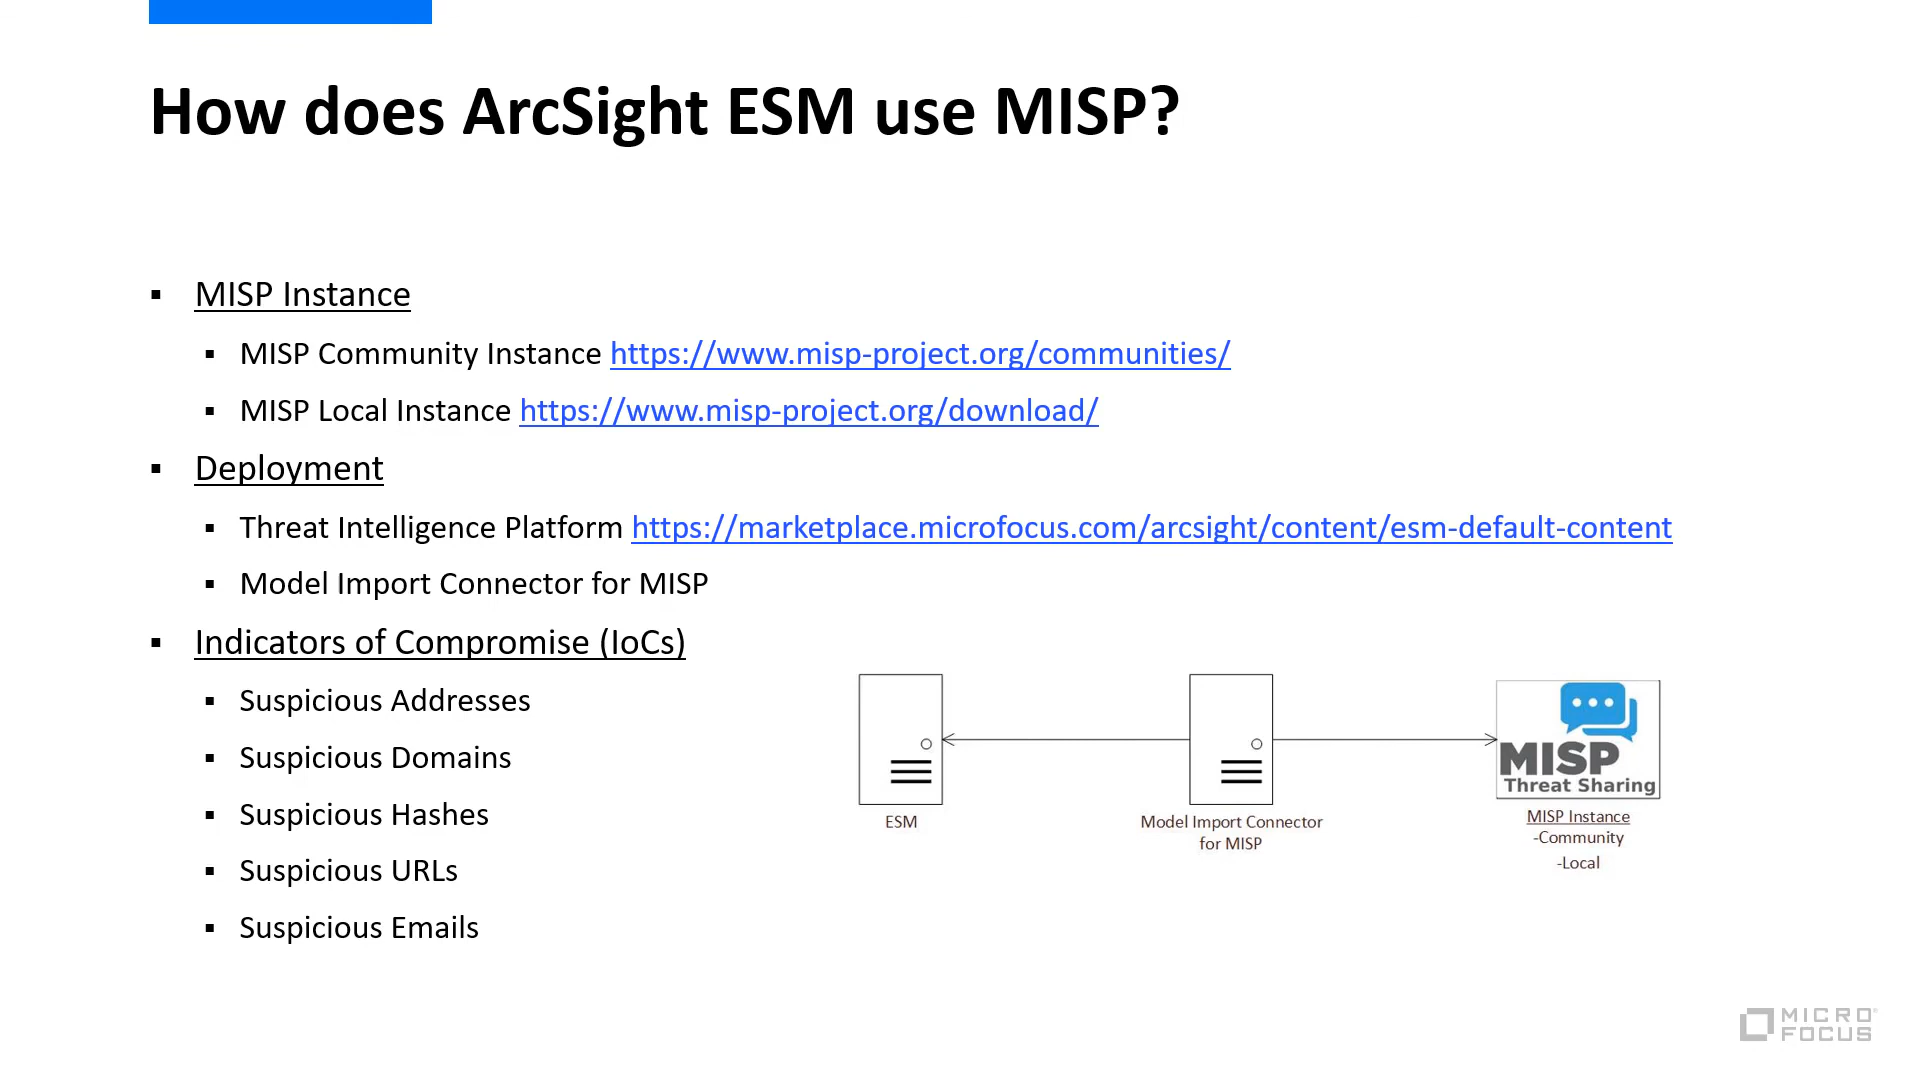 How does ArcSight ESM use MISP?
▪ MISP Instance
▪ MISP Community Instance https://www.misp-project.org/communities/
▪ MISP Local Instance https://www.misp-project.org/download/
▪ Deployment
▪ Threat Intelligence Platform https://marketplace.microfocus.com/arcsight/content/esm-default-content
▪ Model Import Connector for MISP
▪ Indicators of Compromise (IoCs)
▪ Suspicious Addresses
▪ Suspicious Domains
▪ Suspicious Hashes
▪ Suspicious URLs
▪ Suspicious Emails
ESM
Model Import Connector
for MISP
MISP
Threat Sharing
MISP Instance
-Community
-Local
MICRO
FOCUS